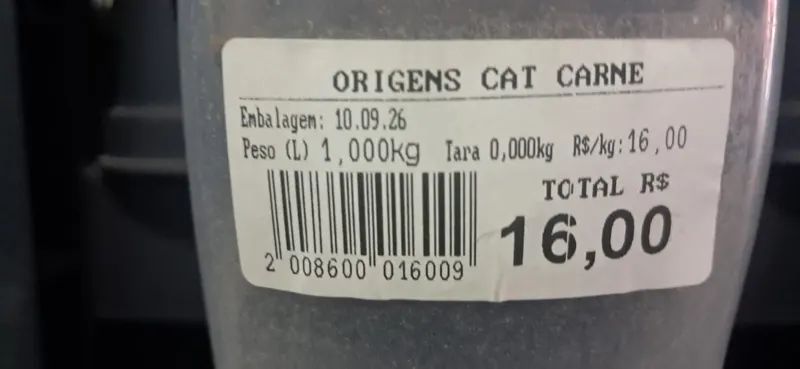 ORIGENS CAT CARNE
Embalagem: 10.09.26
Peso (L) 1,000kg Tara 0,000kg R$/kg:16,00
TOTAL R$
16,00
2 008600 016009